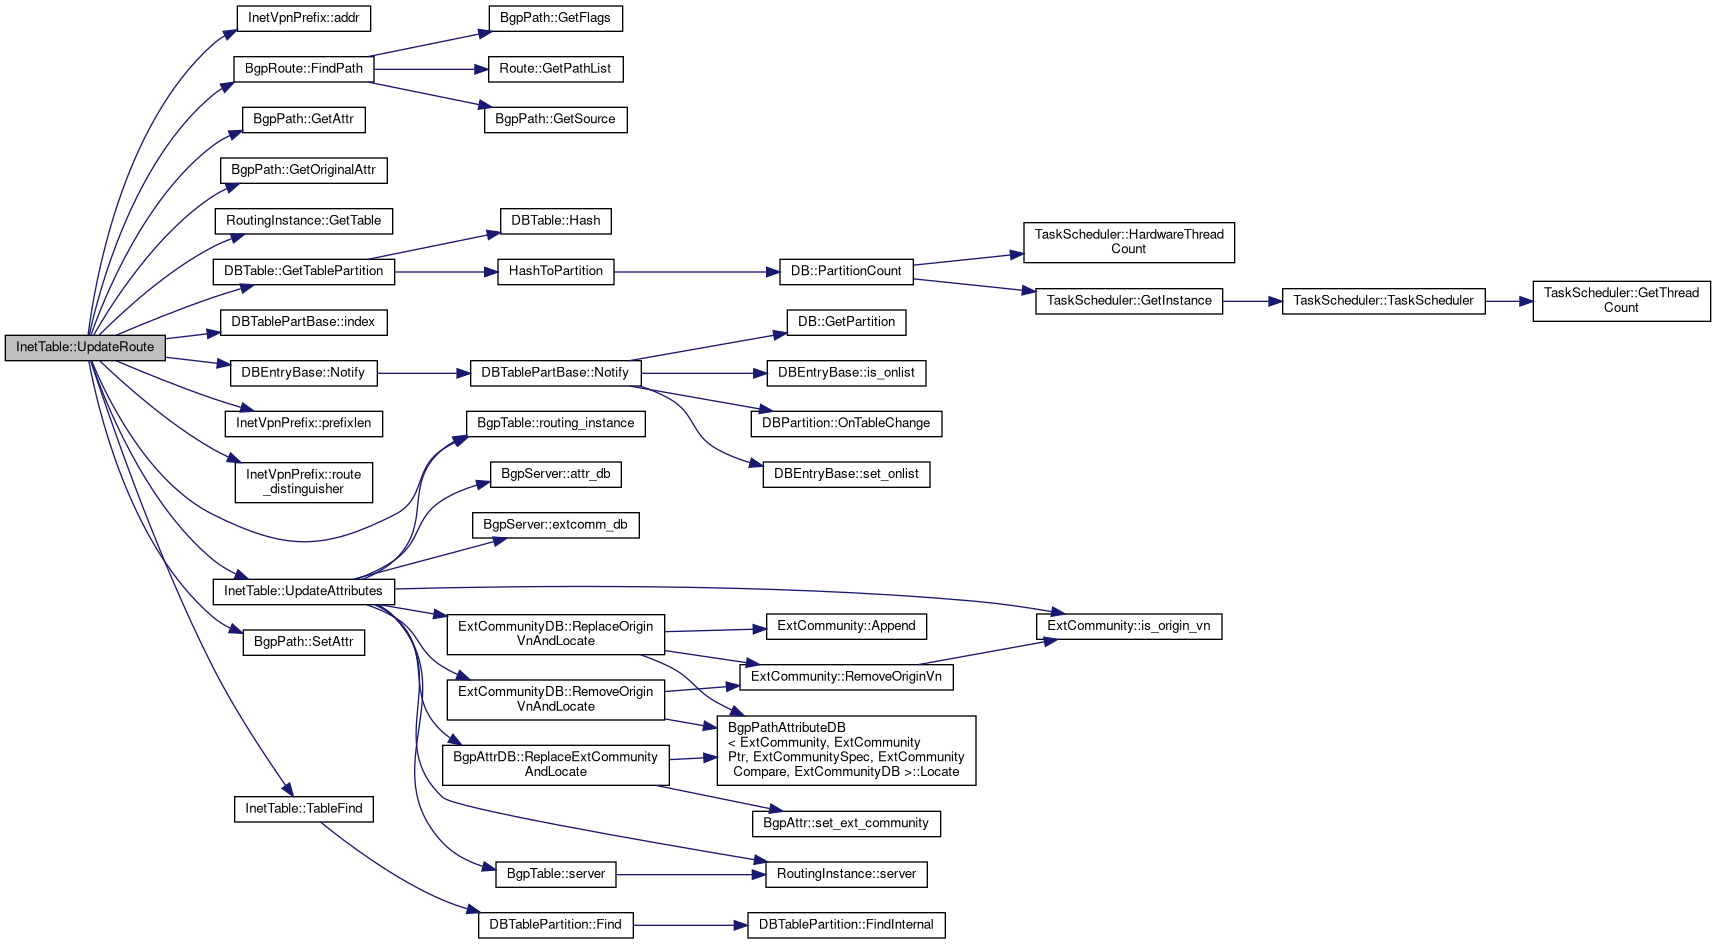 InetTable::UpdateRoute
InetVpnPrefix::addr
BgpRoute::FindPath
BgpPath::GetAttr
BgpPath::GetOriginalAttr
RoutingInstance::GetTable
DBTable::GetTablePartition
DBTablePartBase::index
DBEntryBase::Notify
InetVpnPrefix::prefixlen
InetVpnPrefix::route
_distinguisher
InetTable::UpdateAttributes
BgpPath::SetAttr
InetTable::TableFind
BgpPath::GetFlags
Route::GetPathList
BgpPath::GetSource
DBTable::Hash
HashToPartition
DBTablePartBase::Notify
BgpTable::routing_instance
BgpServer::attr_db
BgpServer::extcomm_db
ExtCommunityDB::ReplaceOrigin
VnAndLocate
ExtCommunityDB::RemoveOrigin
VnAndLocate
BgpAttrDB::ReplaceExtCommunity
AndLocate
BgpTable::server
DBTablePartition::Find
DB::PartitionCount
DB::GetPartition
DBEntryBase::is_onlist
DBPartition::OnTableChange
DBEntryBase::set_onlist
ExtCommunity::Append
ExtCommunity::RemoveOriginVn
BgpPathAttributeDB
< ExtCommunity, ExtCommunity
Ptr, ExtCommunitySpec, ExtCommunity
Compare, ExtCommunityDB >::Locate
BgpAttr::set_ext_community
RoutingInstance::server
DBTablePartition::FindInternal
TaskScheduler::HardwareThread
Count
TaskScheduler::GetInstance
ExtCommunity::is_origin_vn
TaskScheduler::TaskScheduler
TaskScheduler::GetThread
Count